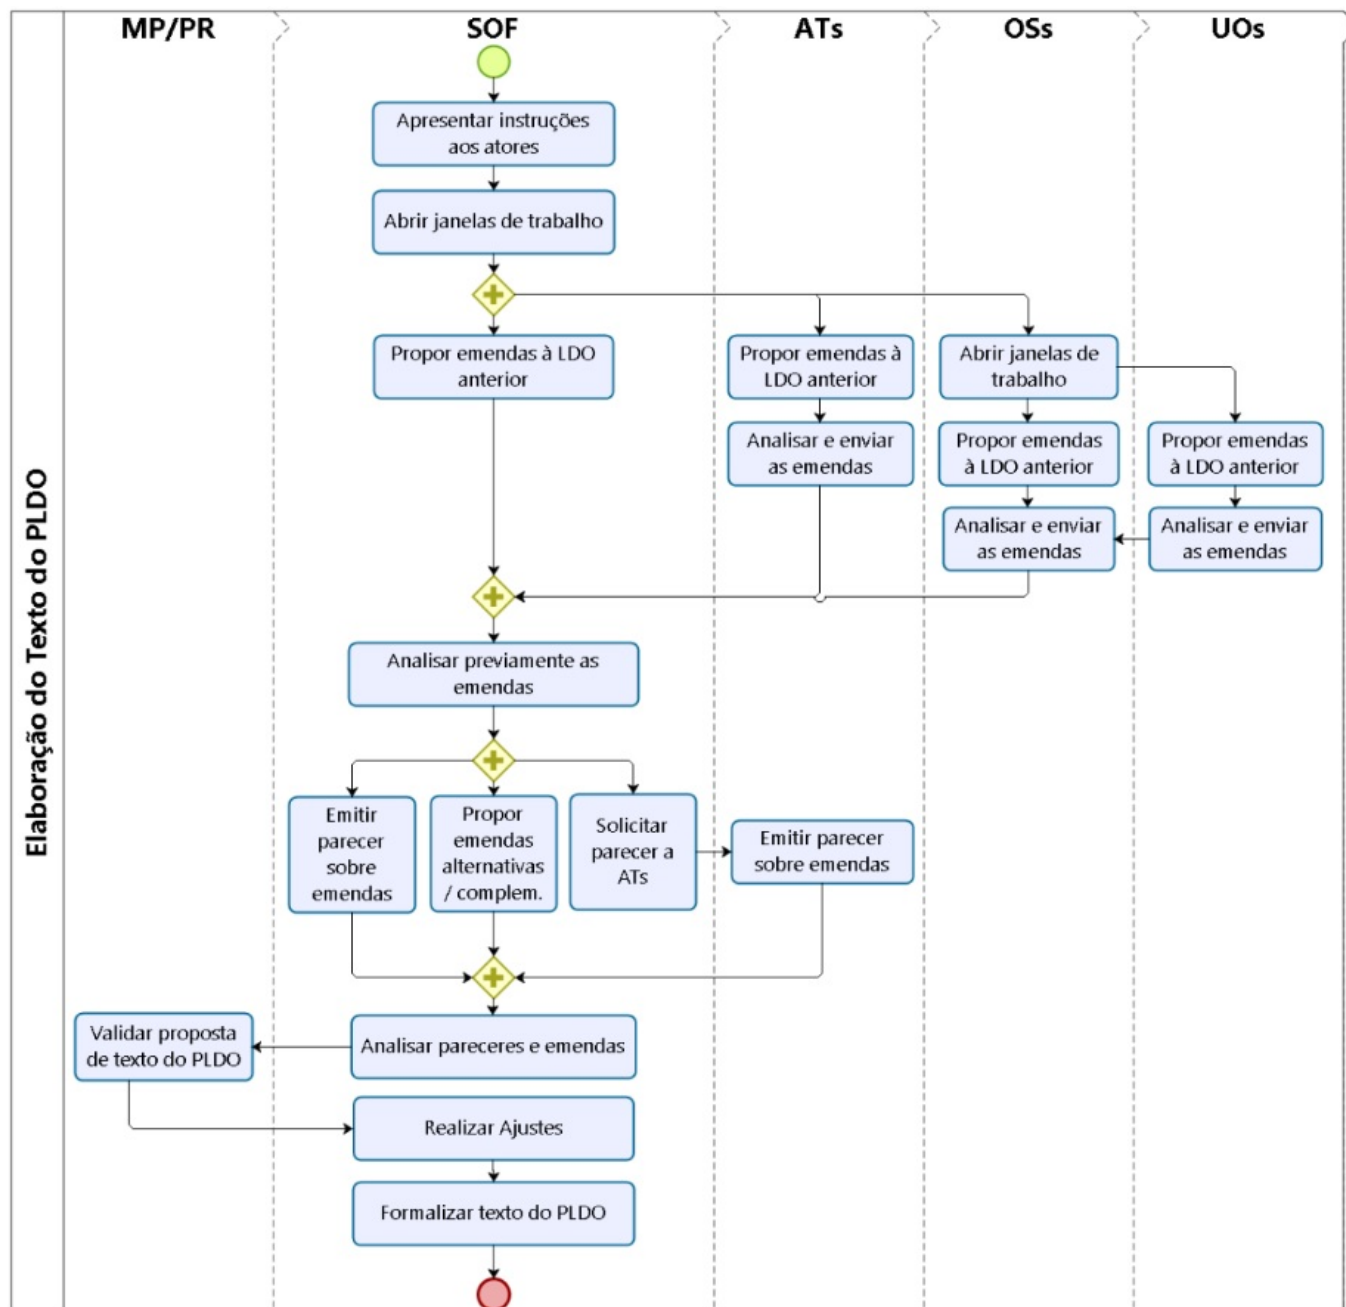 MP/PR
SOF
ATs
OSs
UOs
Elaboração do Texto do PLDO
Apresentar instruções
aos atores
Abrir janelas de trabalho
Propor emendas à LDO
anterior
Propor emendas à
LDO anterior
Abrir janelas de
trabalho
Analisar e enviar
as emendas
Propor emendas
à LDO anterior
Propor emendas
à LDO anterior
Analisar e enviar
as emendas
Analisar e enviar
as emendas
Analisar previamente as
emendas
Emitir
parecer
sobre
emendas
Propor
emendas
alternativas
/ complem.
Solicitar
parecer a
ATs
Emitir parecer
sobre emendas
Validar proposta
de texto do PLDO
Analisar pareceres e emendas
Realizar Ajustes
Formalizar texto do PLDO